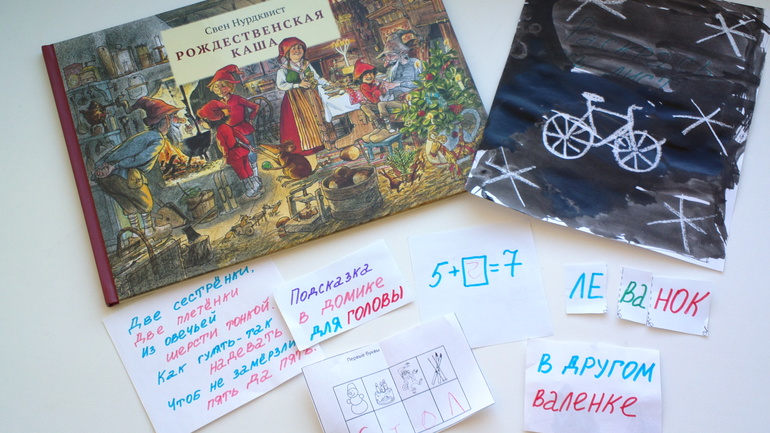 Свен Нурдквист
РОЖДЕСТВЕНСКАЯ
КАША
Две сестрёнки,
Две плетёнки
Из овечьей
шерсти тонкой.
Как гулять-так
надевать
Чтоб не замёрзли
пять да пять.
Подсказка
в домике
для головы
5+2=7
ЛЕ ва НОК
Первые буквы
С Т О Л
в другом
валенке